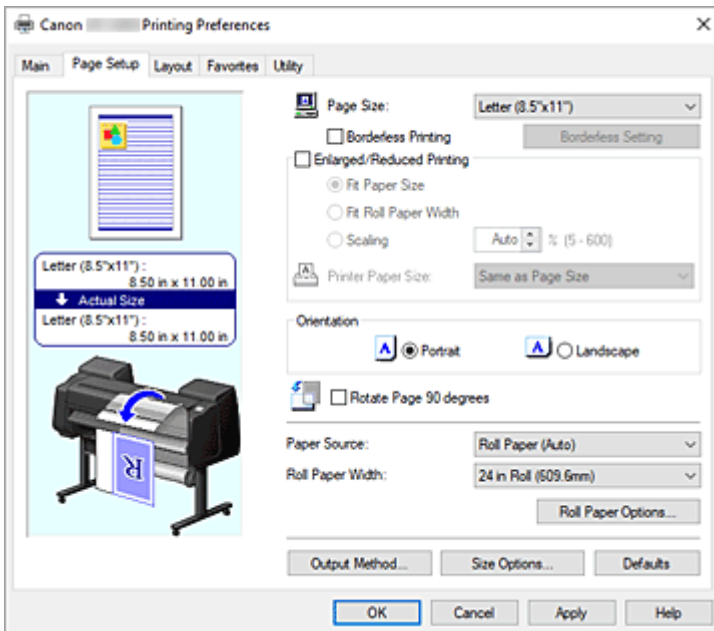 Canon Printing Preferences
Main Page Setup Layout Favortes Utility
Page Size: Letter (8.5"x11")
Borderless Printing Borderless Setting
Enlarged/Reduced Printing
Fit Paper Size
Fit Roll Paper Width
Scaling Auto % (5 - 600)
Printer Paper Size: Same as Page Size
Letter (8.5"x11") :
8.50 in x 11.00 in
Actual Size
Letter (8.5"x11") :
8.50 in x 11.00 in
Orientation
A Portrait A Landscape
Rotate Page 90 degrees
R
Paper Source: Roll Paper (Auto)
Roll Paper Width: 24 in Roll (609.6mm)
Roll Paper Options...
Output Method... Size Options... Defaults
OK Cancel Apply Help